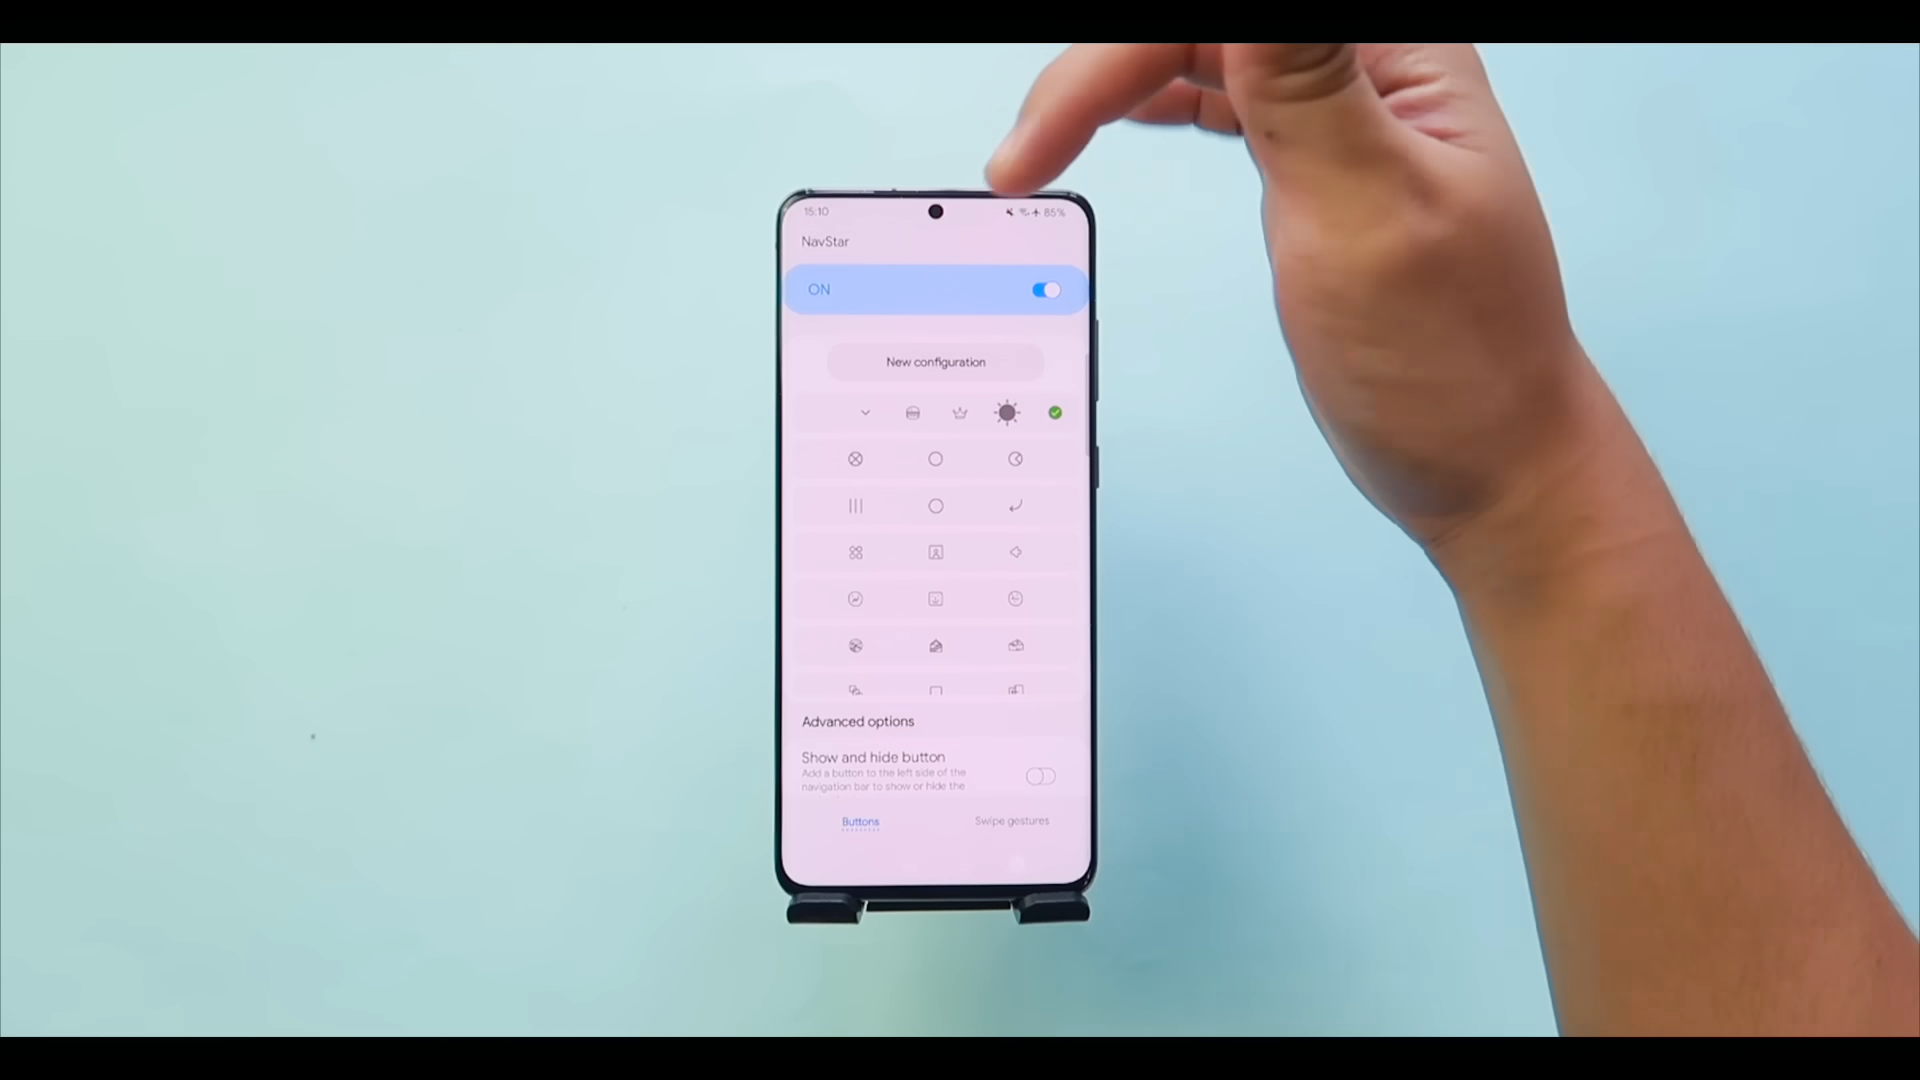 15:10
85%
NavStar
ON
New configuration
Advanced options
Show and hide button
Add a button to the left side of the
navigation bar to show or hide the
Buttons
Swipe gestures